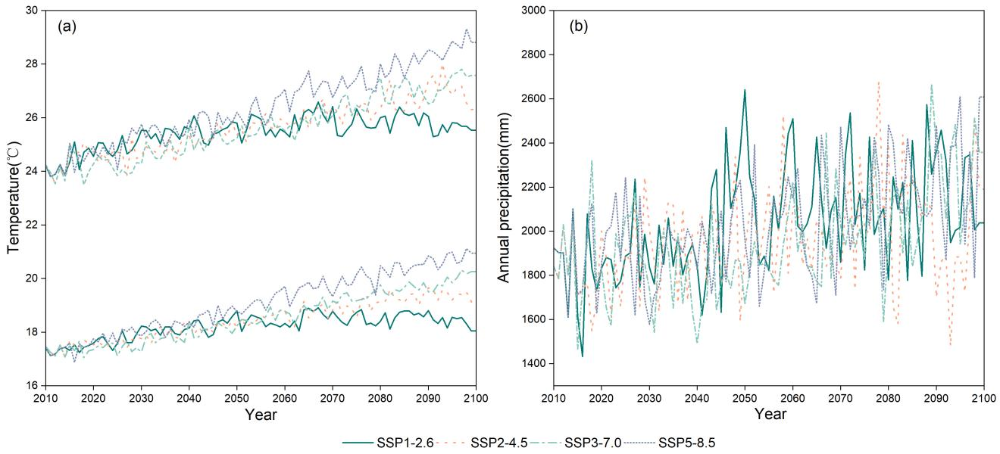 (a)
30
28
26
24
22
20
18
16
Temperature(℃)
2010 2020 2030 2040 2050 2060 2070 2080 2090 2100
Year
(b)
3000
2800
2600
2400
2200
2000
1800
1600
1400
Annual precipitation(mm)
2010 2020 2030 2040 2050 2060 2070 2080 2090 2100
Year
SSP1-2.6 SSP2-4.5 SSP3-7.0 SSP5-8.5